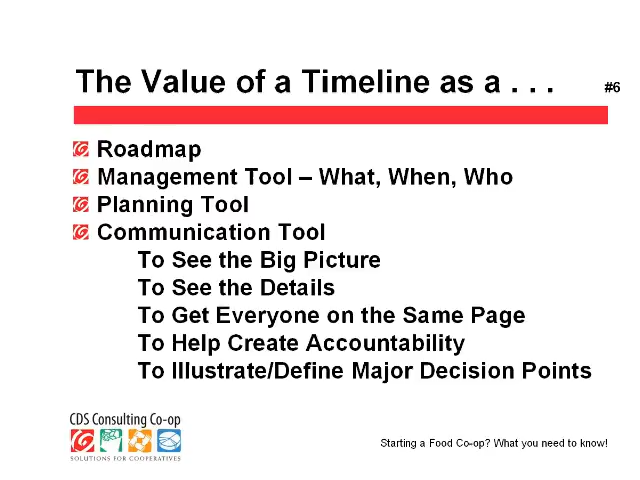 The Value of a Timeline as a . . .
#6
Roadmap
Management Tool – What, When, Who
Planning Tool
Communication Tool
To See the Big Picture
To See the Details
To Get Everyone on the Same Page
To Help Create Accountability
To Illustrate/Define Major Decision Points
CDS Consulting Co-op
SOLUTIONS FOR COOPERATIVES
Starting a Food Co-op? What you need to know!